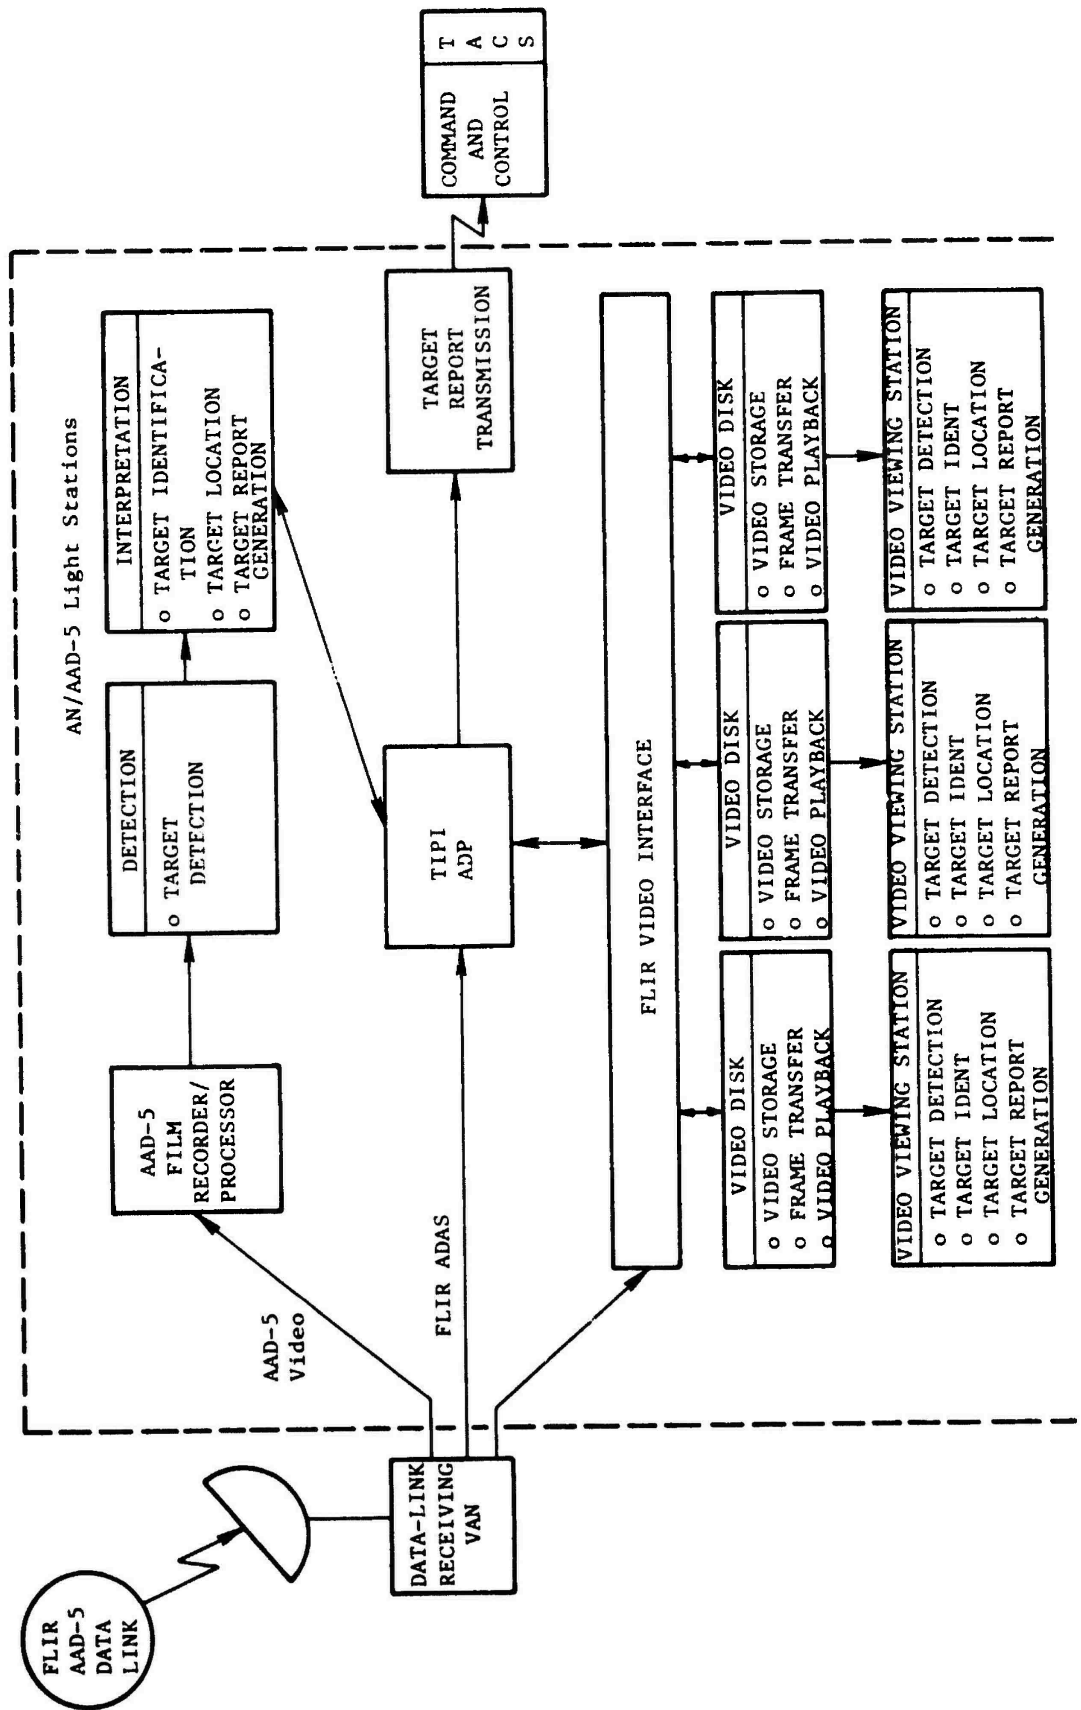 FLIR
AAD-5
DATA
LINK
DATA-LINK
RECEIVING
VAN
AAD-5
Video
FLIR ADAS
AN/AAD-5 Light Stations
AAD-5
FILM
RECORDER/
PROCESSOR
DETECTION
o TARGET
DETECTION
INTERPRETATION
o TARGET IDENTIFICA-
TION
o TARGET LOCATION
o TARGET REPORT
GENERATION
TIPI
ADP
TARGET
REPORT
TRANSMISSION
COMMAND
AND
CONTROL
T
A
C
S
FLIR VIDEO INTERFACE
VIDEO DISK
o VIDEO STORAGE
o FRAME TRANSFER
o VIDEO PLAYBACK
VIDEO DISK
o VIDEO STORAGE
o FRAME TRANSFER
o VIDEO PLAYBACK
VIDEO DISK
o VIDEO STORAGE
o FRAME TRANSFER
o VIDEO PLAYBACK
VIDEO VIEWING STATION
o TARGET DETECTION
o TARGET IDENT
o TARGET LOCATION
o TARGET REPORT
GENERATION
VIDEO VIEWING STATION
o TARGET DETECTION
o TARGET IDENT
o TARGET LOCATION
o TARGET REPORT
GENERATION
VIDEO VIEWING STATION
o TARGET DETECTION
o TARGET IDENT
o TARGET LOCATION
o TARGET REPORT
GENERATION